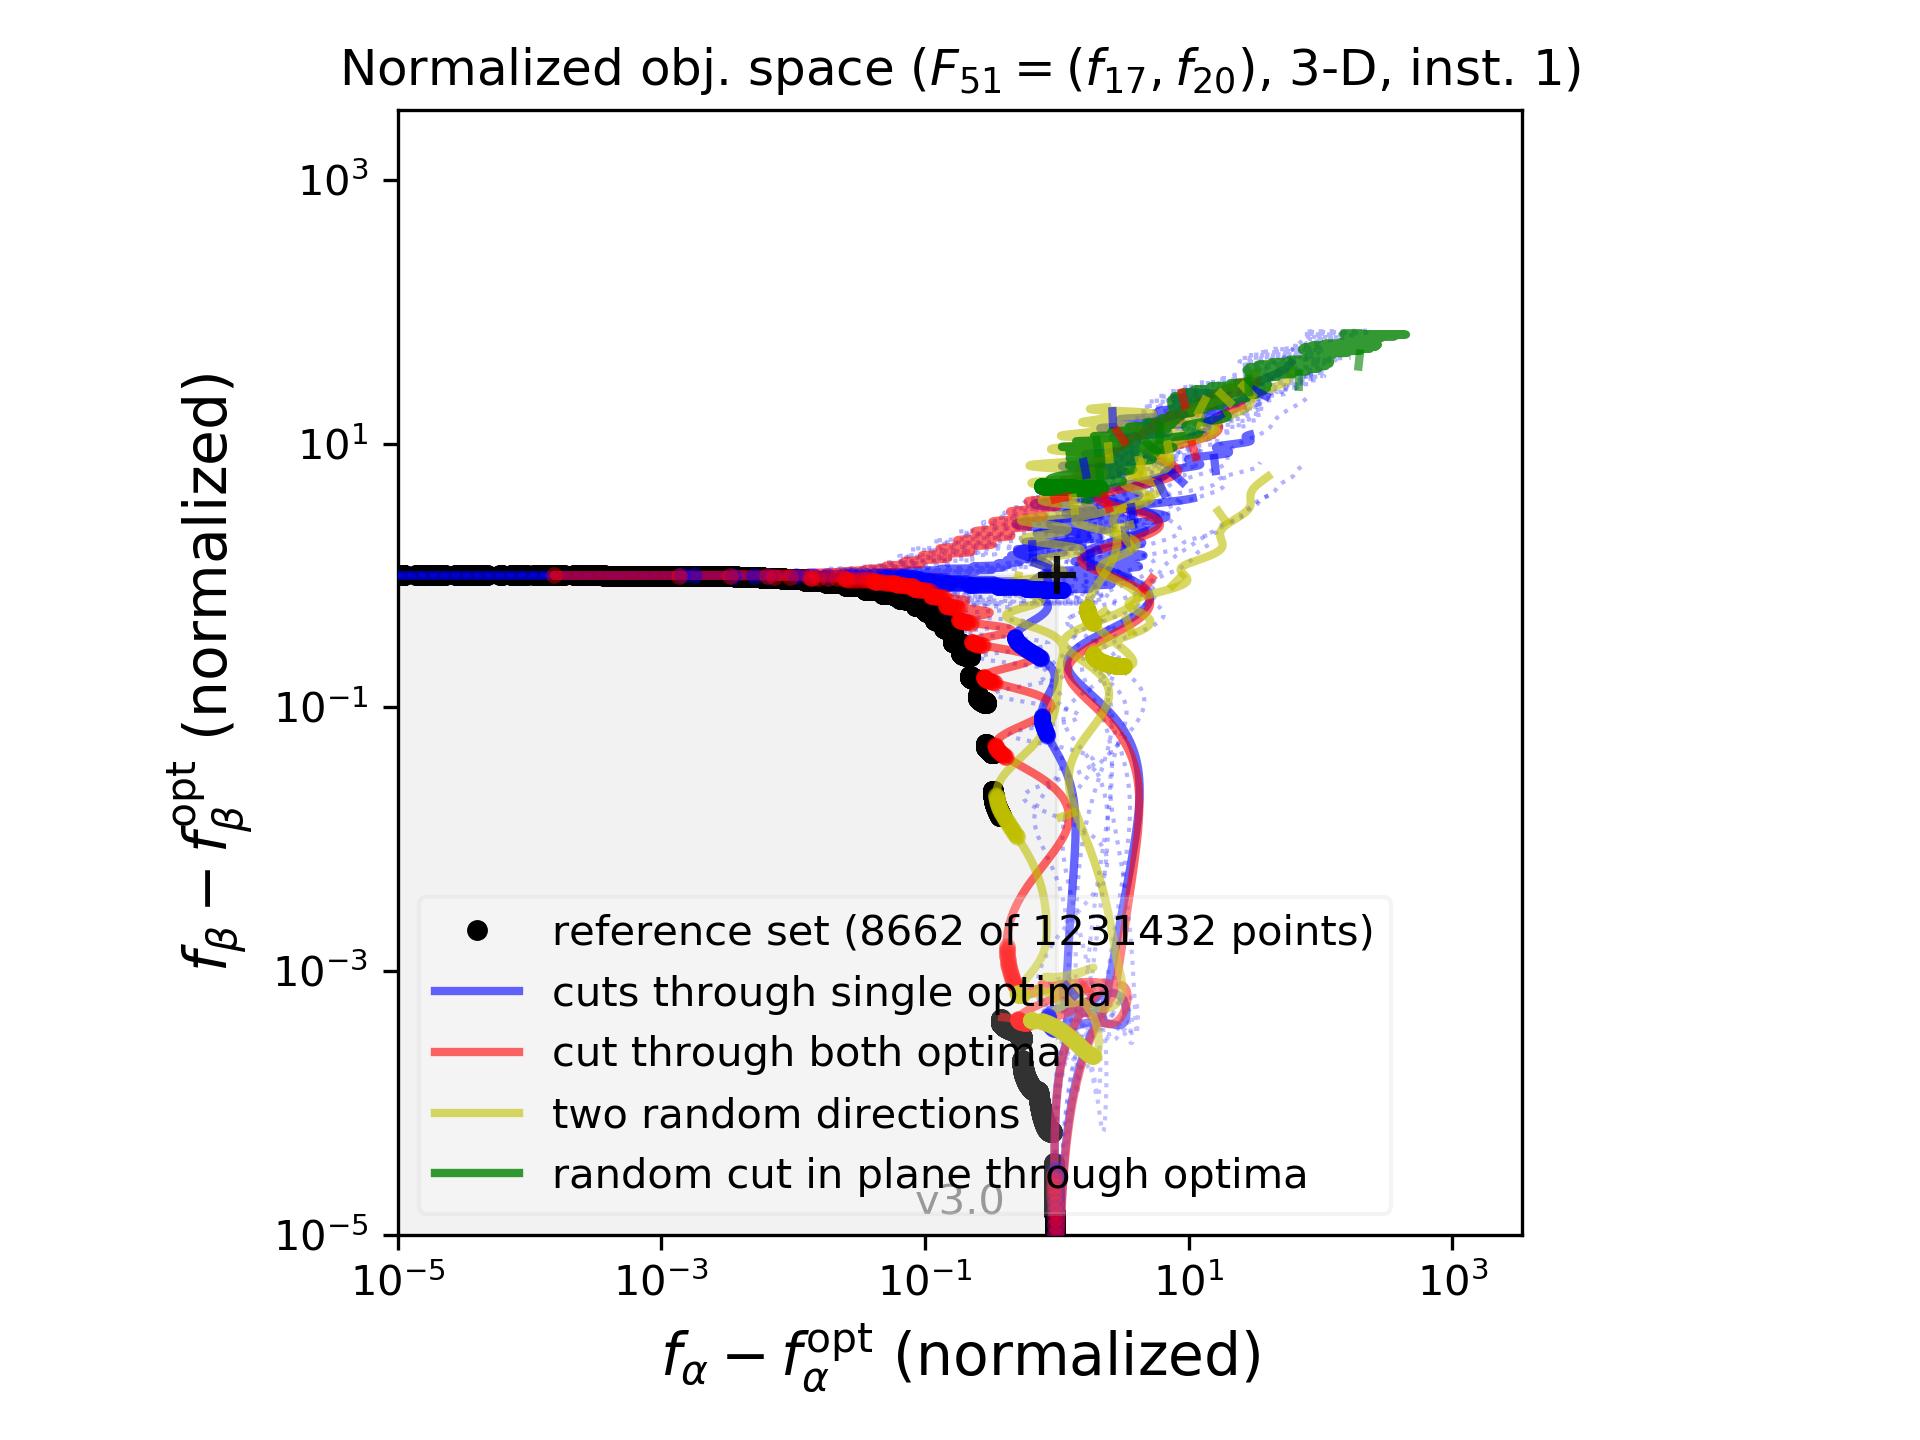 Normalized obj. space (F₅₁ = (f₁₇, f₂₀), 3-D, inst. 1)
10³
10¹
10⁻¹
10⁻³
10⁻⁵
f_β − f_β^opt (normalized)
reference set (8662 of 1231432 points)
cuts through single optima
cut through both optima
two random directions
random cut in plane through optima
v3.0
10⁻⁵ 10⁻³ 10⁻¹ 10¹ 10³
f_α − f_α^opt (normalized)